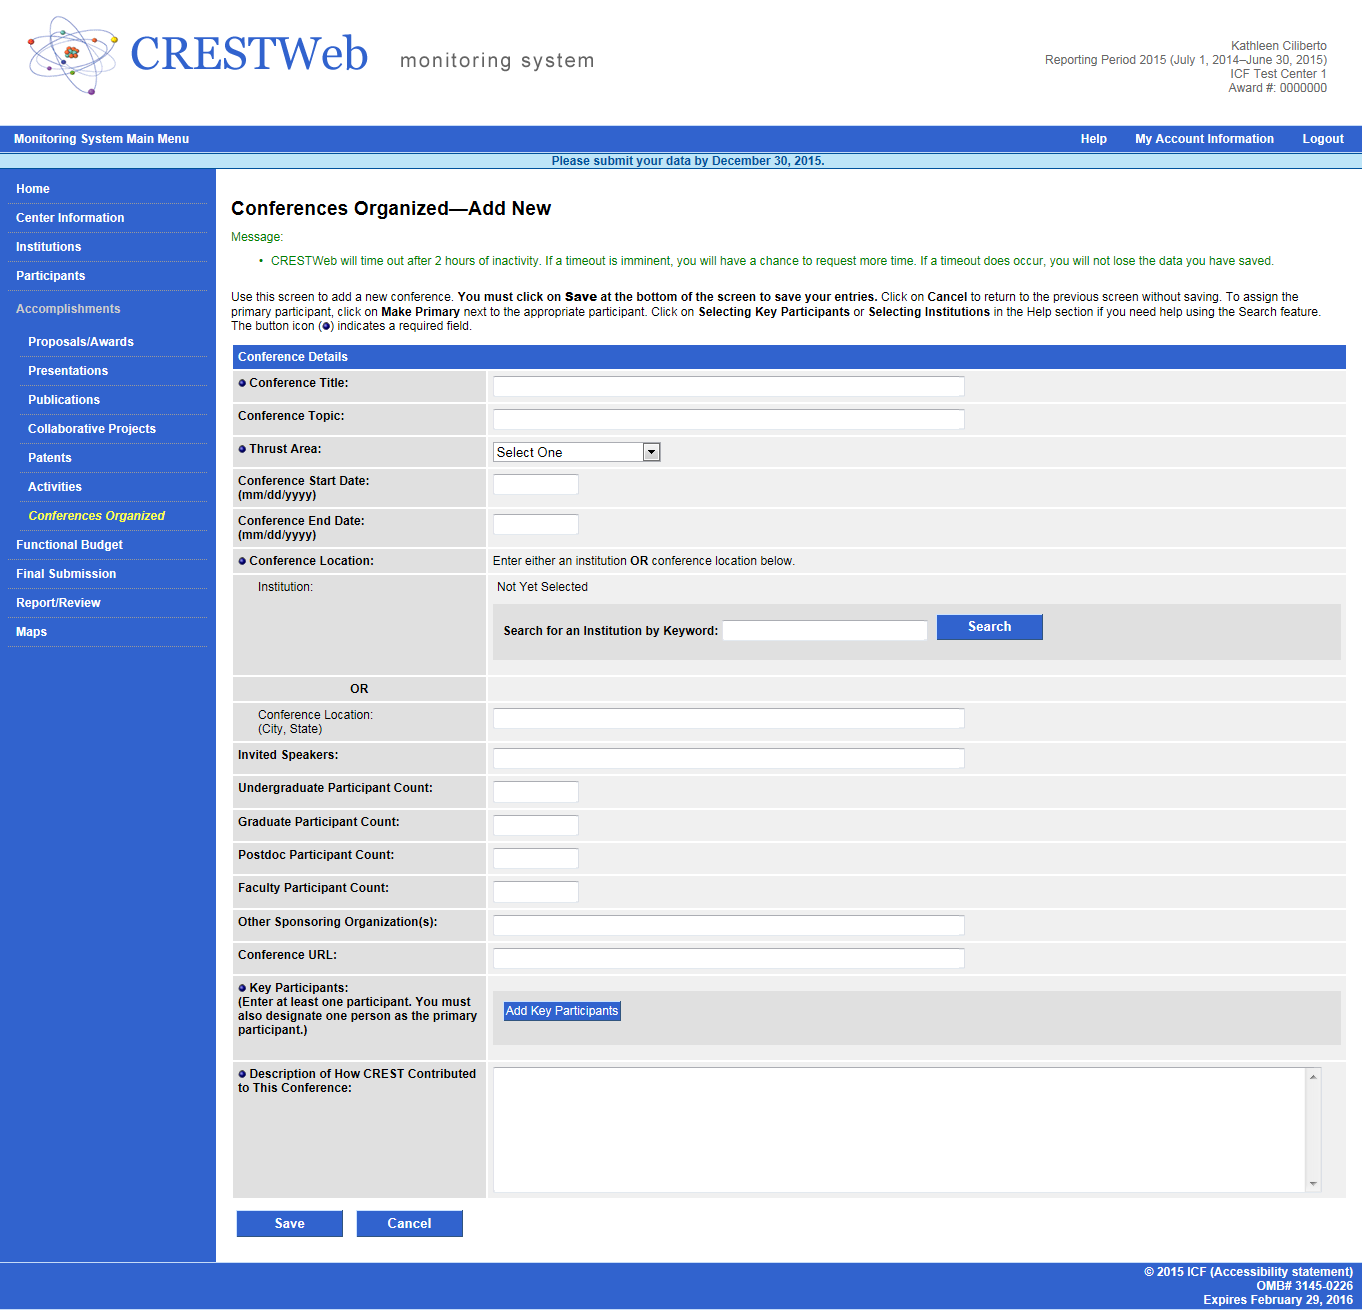 CRESTWeb monitoring system
Kathleen Ciliberto
Reporting Period 2015 (July 1, 2014–June 30, 2015)
ICF Test Center 1
Award #: 0000000
Monitoring System Main Menu
Help
My Account Information
Logout
Please submit your data by December 30, 2015.
Home
Center Information
Institutions
Participants
Accomplishments
Proposals/Awards
Presentations
Publications
Collaborative Projects
Patents
Activities
Conferences Organized
Functional Budget
Final Submission
Report/Review
Maps
Conferences Organized—Add New
Message:
• CRESTWeb will time out after 2 hours of inactivity. If a timeout is imminent, you will have a chance to request more time. If a timeout does occur, you will not lose the data you have saved.
Use this screen to add a new conference. You must click on Save at the bottom of the screen to save your entries. Click on Cancel to return to the previous screen without saving. To assign the
primary participant, click on Make Primary next to the appropriate participant. Click on Selecting Key Participants or Selecting Institutions in the Help section if you need help using the Search feature.
The button icon ( ) indicates a required field.
Conference Details
Conference Title:
Conference Topic:
Thrust Area:
Select One
Conference Start Date:
(mm/dd/yyyy)
Conference End Date:
(mm/dd/yyyy)
Conference Location:
Enter either an institution OR conference location below.
Institution:
Not Yet Selected
Search for an Institution by Keyword:
Search
OR
Conference Location:
(City, State)
Invited Speakers:
Undergraduate Participant Count:
Graduate Participant Count:
Postdoc Participant Count:
Faculty Participant Count:
Other Sponsoring Organization(s):
Conference URL:
Key Participants:
(Enter at least one participant. You must
also designate one person as the primary
participant.)
Add Key Participants
Description of How CREST Contributed
to This Conference:
Save
Cancel
© 2015 ICF (Accessibility statement)
OMB# 3145-0226
Expires February 29, 2016